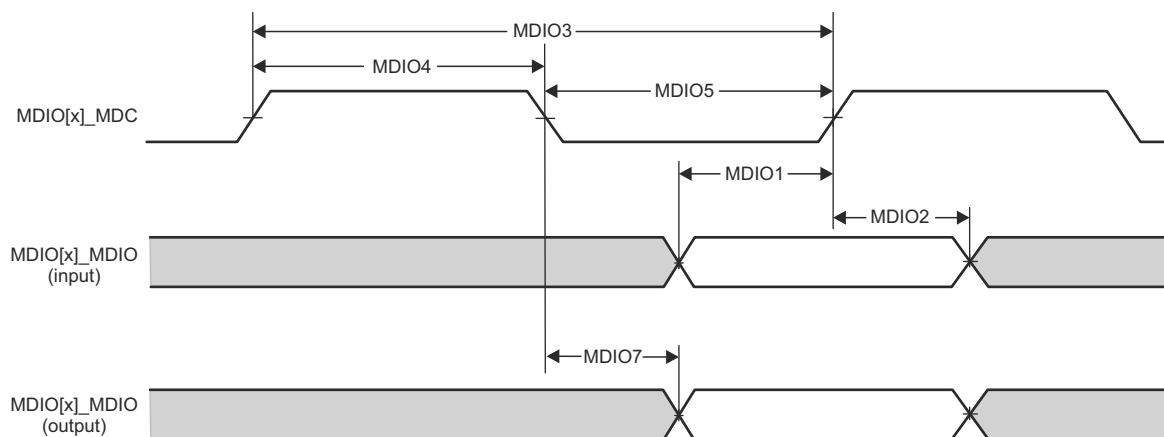 MDIO3
MDIO4
MDIO5
MDIO[x]_MDC
MDIO1
MDIO2
MDIO[x]_MDIO
(input)
MDIO7
MDIO[x]_MDIO
(output)